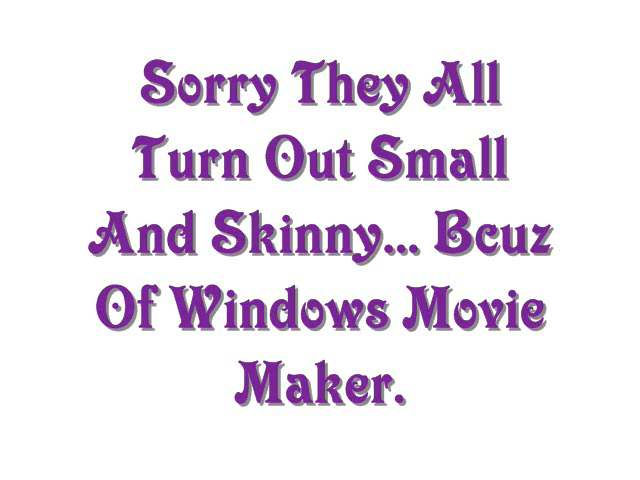 Sorry They All
Turn Out Small
And Skinny... Bcuz
Of Windows Movie
Maker.